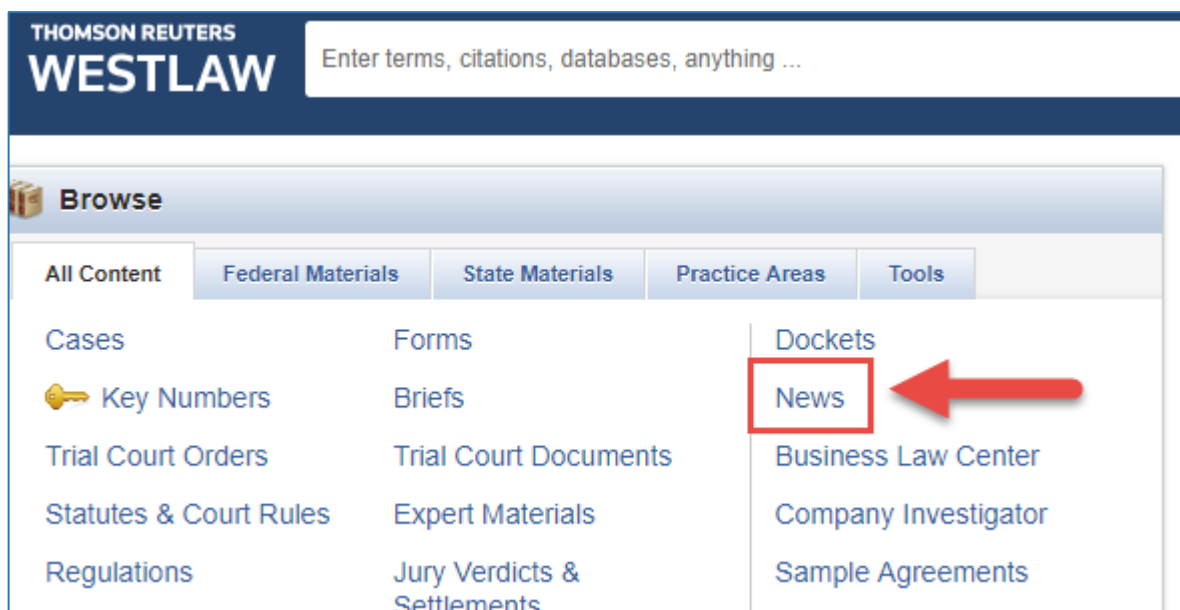 THOMSON REUTERS
WESTLAW
Enter terms, citations, databases, anything ...
Browse
All Content
Federal Materials
State Materials
Practice Areas
Tools
Cases
Key Numbers
Trial Court Orders
Statutes & Court Rules
Regulations
Forms
Briefs
Trial Court Documents
Expert Materials
Jury Verdicts &
Settlements
Dockets
News
Business Law Center
Company Investigator
Sample Agreements